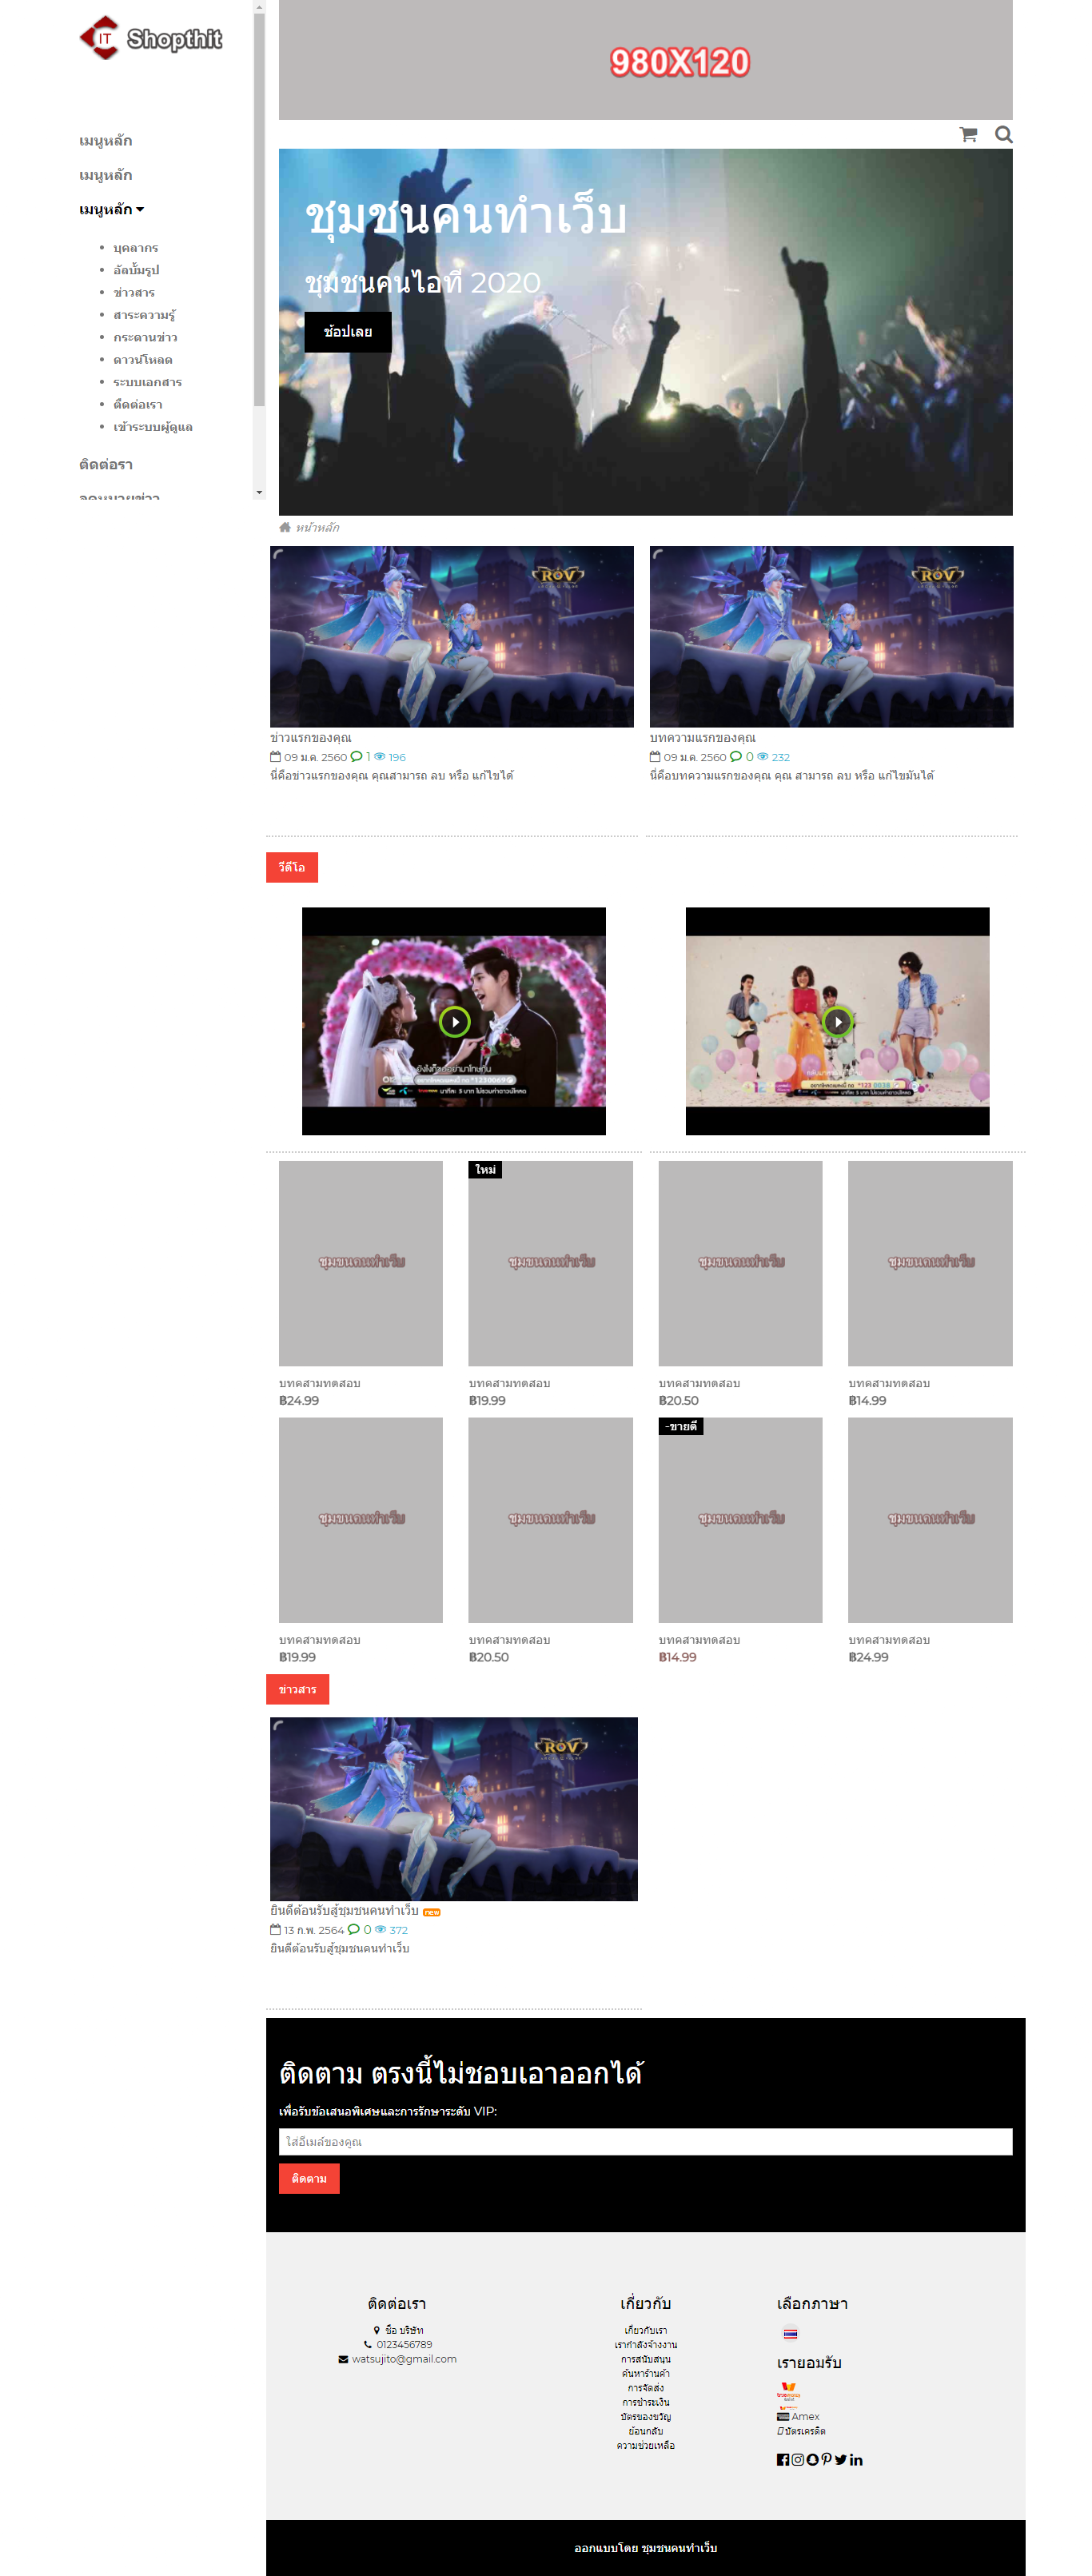 IT Shopthit
980X120
เมนูหลัก
เมนูหลัก
เมนูหลัก
บุคลากร
อัลบั้มรูป
ข่าวสาร
สาระความรู้
กระดานข่าว
ดาวน์โหลด
ระบบเอกสาร
ติดต่อเรา
เข้าระบบผู้ดูแล
ติดต่อรา
จดหมายข่าว
ชุมชนคนทำเว็บ
ชุมชนคนไอที 2020
ช้อปเลย
หน้าหลัก
ROV
ROV
ข่าวแรกของคุณ
09 ม.ค. 2560 1 196
นี่คือข่าวแรกของคุณ คุณสามารถ ลบ หรือ แก้ไขได้
บทความแรกของคุณ
09 ม.ค. 2560 0 232
นี่คือบทความแรกของคุณ คุณ สามารถ ลบ หรือ แก้ไขมันได้
วีดีโอ
ใหม่
ชุมชนคนทำเว็บ
ชุมชนคนทำเว็บ
ชุมชนคนทำเว็บ
ชุมชนคนทำเว็บ
บทคสามทดสอบ
฿24.99
บทคสามทดสอบ
฿19.99
บทคสามทดสอบ
฿20.50
บทคสามทดสอบ
฿14.99
-ขายดี
ชุมชนคนทำเว็บ
ชุมชนคนทำเว็บ
ชุมชนคนทำเว็บ
ชุมชนคนทำเว็บ
บทคสามทดสอบ
฿19.99
บทคสามทดสอบ
฿20.50
บทคสามทดสอบ
฿14.99
บทคสามทดสอบ
฿24.99
ข่าวสาร
ROV
ยินดีต้อนรับสู้ชุมชนคนทำเว็บ new
13 ก.พ. 2564 0 372
ยินดีต้อนรับสู้ชุมชนคนทำเว็บ
ติดตาม ตรงนี้ไม่ชอบเอาออกได้
เพื่อรับข้อเสนอพิเศษและการรักษาระดับ VIP:
ใส่อีเมล์ของคุณ
ติดตาม
ติดต่อเรา
ชื่อ บริษัท
0123456789
watsujito@gmail.com
เกี่ยวกับ
เกี่ยวกับเรา
เรากำลังจ้างงาน
การสนับสนุน
ค้นหาร้านค้า
การจัดส่ง
การชำระเงิน
บัตรของขวัญ
ย้อนกลับ
ความช่วยเหลือ
เลือกภาษา
เรายอมรับ
Amex
บัตรเครดิต
ออกแบบโดย ชุมชนคนทำเว็บ